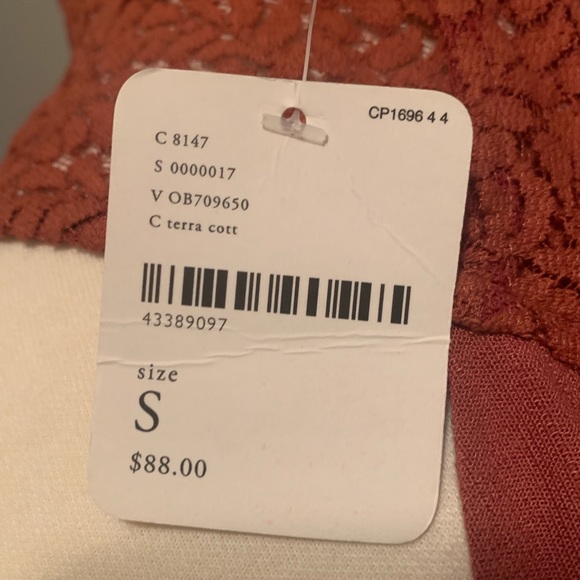 CP1696 4 4
C 8147
S 0000017
V OB709650
C terra cott
43389097
size
S
$88.00